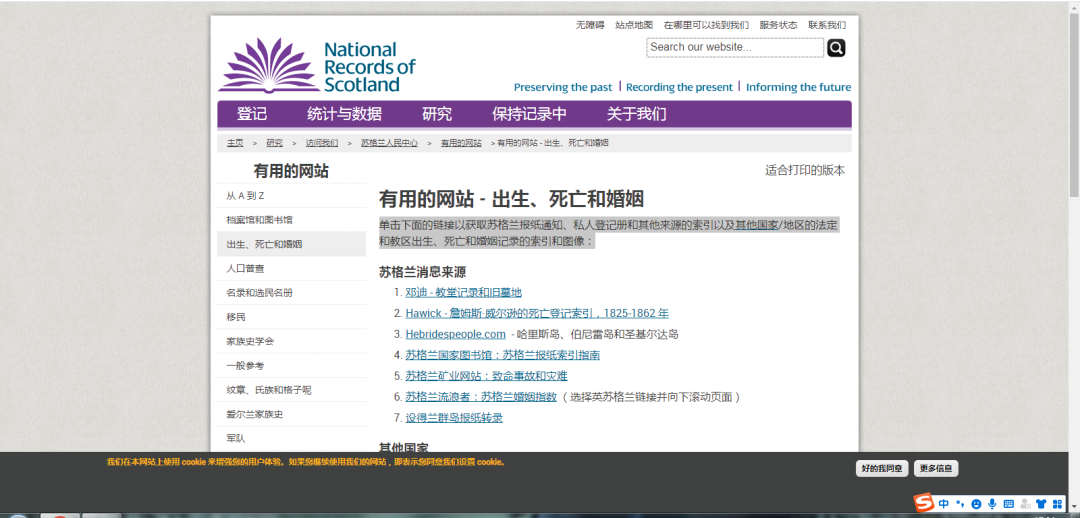 无障碍 站点地图 在哪里可以找到我们 服务状态 联系我们
Search our website...
National
Records of
Scotland
Preserving the past | Recording the present | Informing the future
登记 统计与数据 研究 保持记录中 关于我们
主页 > 研究 > 访问我们 > 苏格兰人民中心 > 有用的网站 > 有用的网站 - 出生、死亡和婚姻
有用的网站
适合打印的版本
从 A 到 Z
档案馆和图书馆
出生、死亡和婚姻
人口普查
名录和选民名册
移民
家族史学会
一般参考
纹章、氏族和格子呢
爱尔兰家族史
军队
有用的网站 - 出生、死亡和婚姻
单击下面的链接以获取苏格兰报纸通知、私人登记册和其他来源的索引以及其他国家/地区的法定
和教区出生、死亡和婚姻记录的索引和图像：
苏格兰消息来源
1. 邓迪 - 教堂记录和旧墓地
2. Hawick - 詹姆斯·威尔逊的死亡登记索引，1825-1862 年
3. Hebridespeople.com - 哈里斯岛、伯尼雷岛和圣基尔达岛
4. 苏格兰国家图书馆：苏格兰报纸索引指南
5. 苏格兰矿业网站：致命事故和灾难
6. 苏格兰流浪者：苏格兰婚姻指数 （选择英苏格兰链接并向下滚动页面）
7. 设得兰群岛报纸转录
其他国家
我们在本网站上使用 cookie 来增强您的用户体验。如果您继续使用我们的网站，即表示您同意我们设置 cookie。
好的我同意 更多信息
中